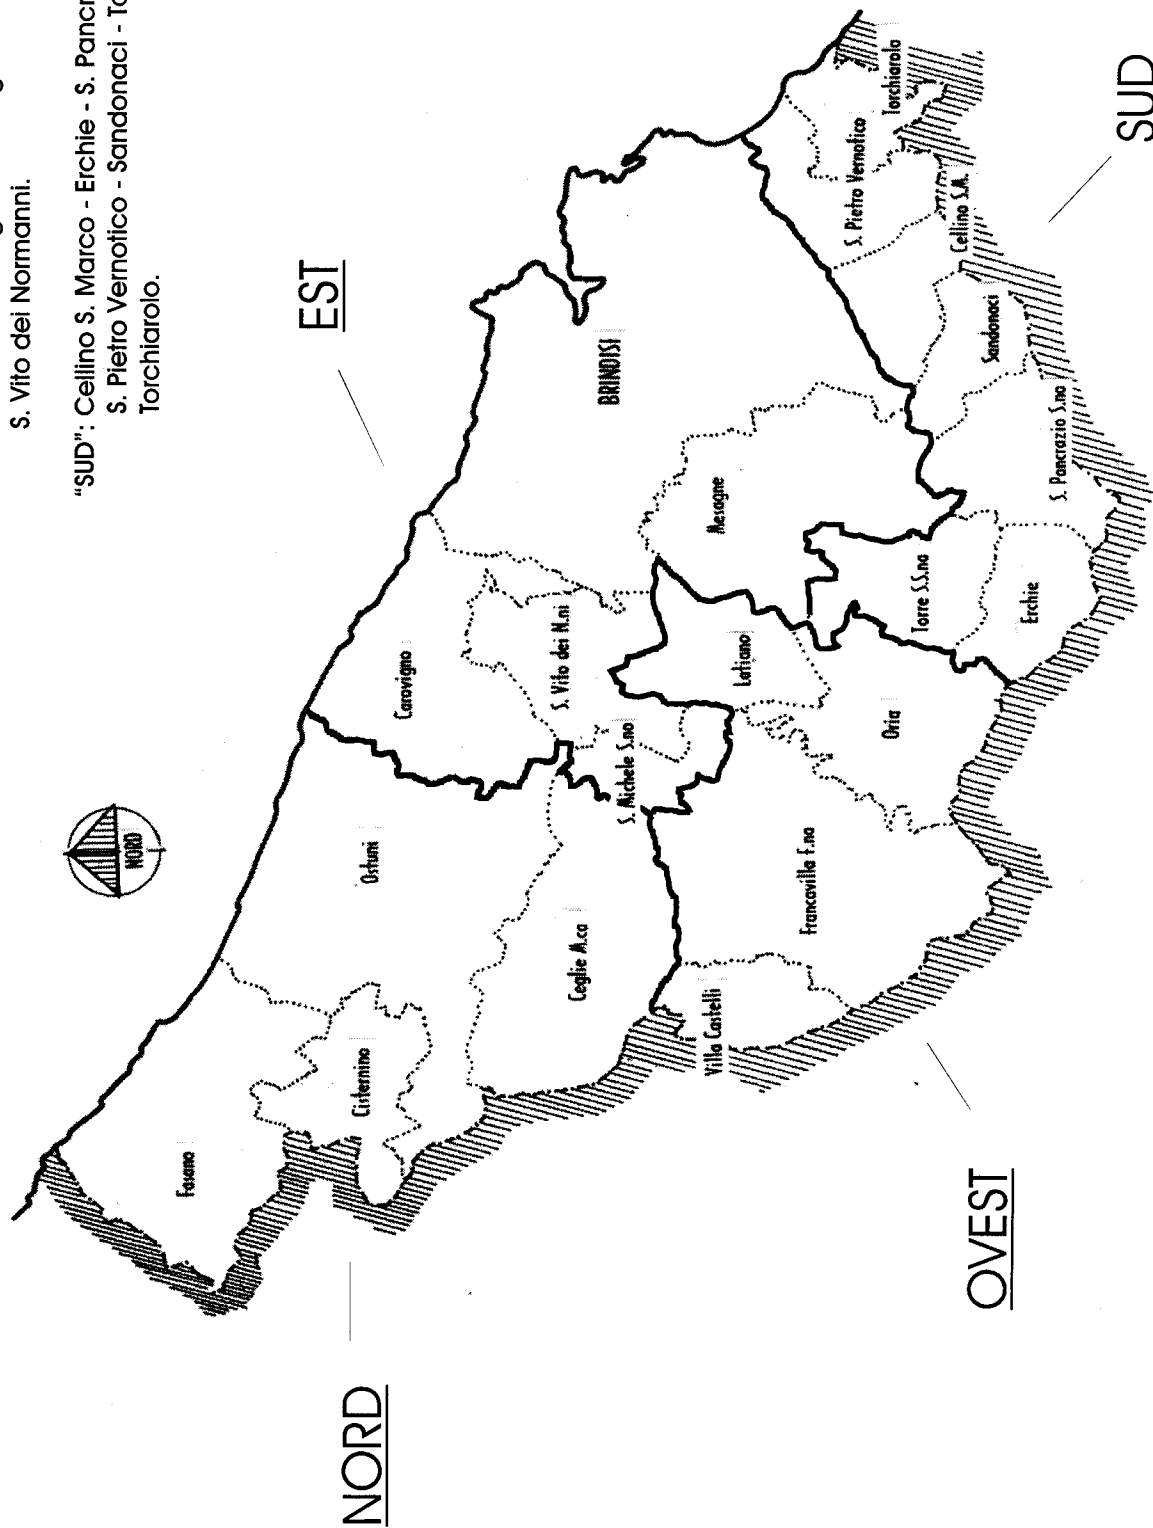 S. Vito dei Normanni.
"SUD": Cellino S. Marco - Erchie - S. Pancr
S. Pietro Vernotico - Sandonaci - To
Torchiarolo.
EST
SUD
NORD
OVEST
NORD
Fasano
Cisternino
Ostuni
Ceglie M.ca
Carovigno
S. Vito dei N.ni
S. Michele S.no
BRINDISI
Mesagne
Latiano
Oria
Francavilla F.na
Villa Castelli
Torre S.S.na
Erchie
S. Pancrazio S.no
Sandonaci
Cellino S.M.
S. Pietro Vernotico
Torchiarolo